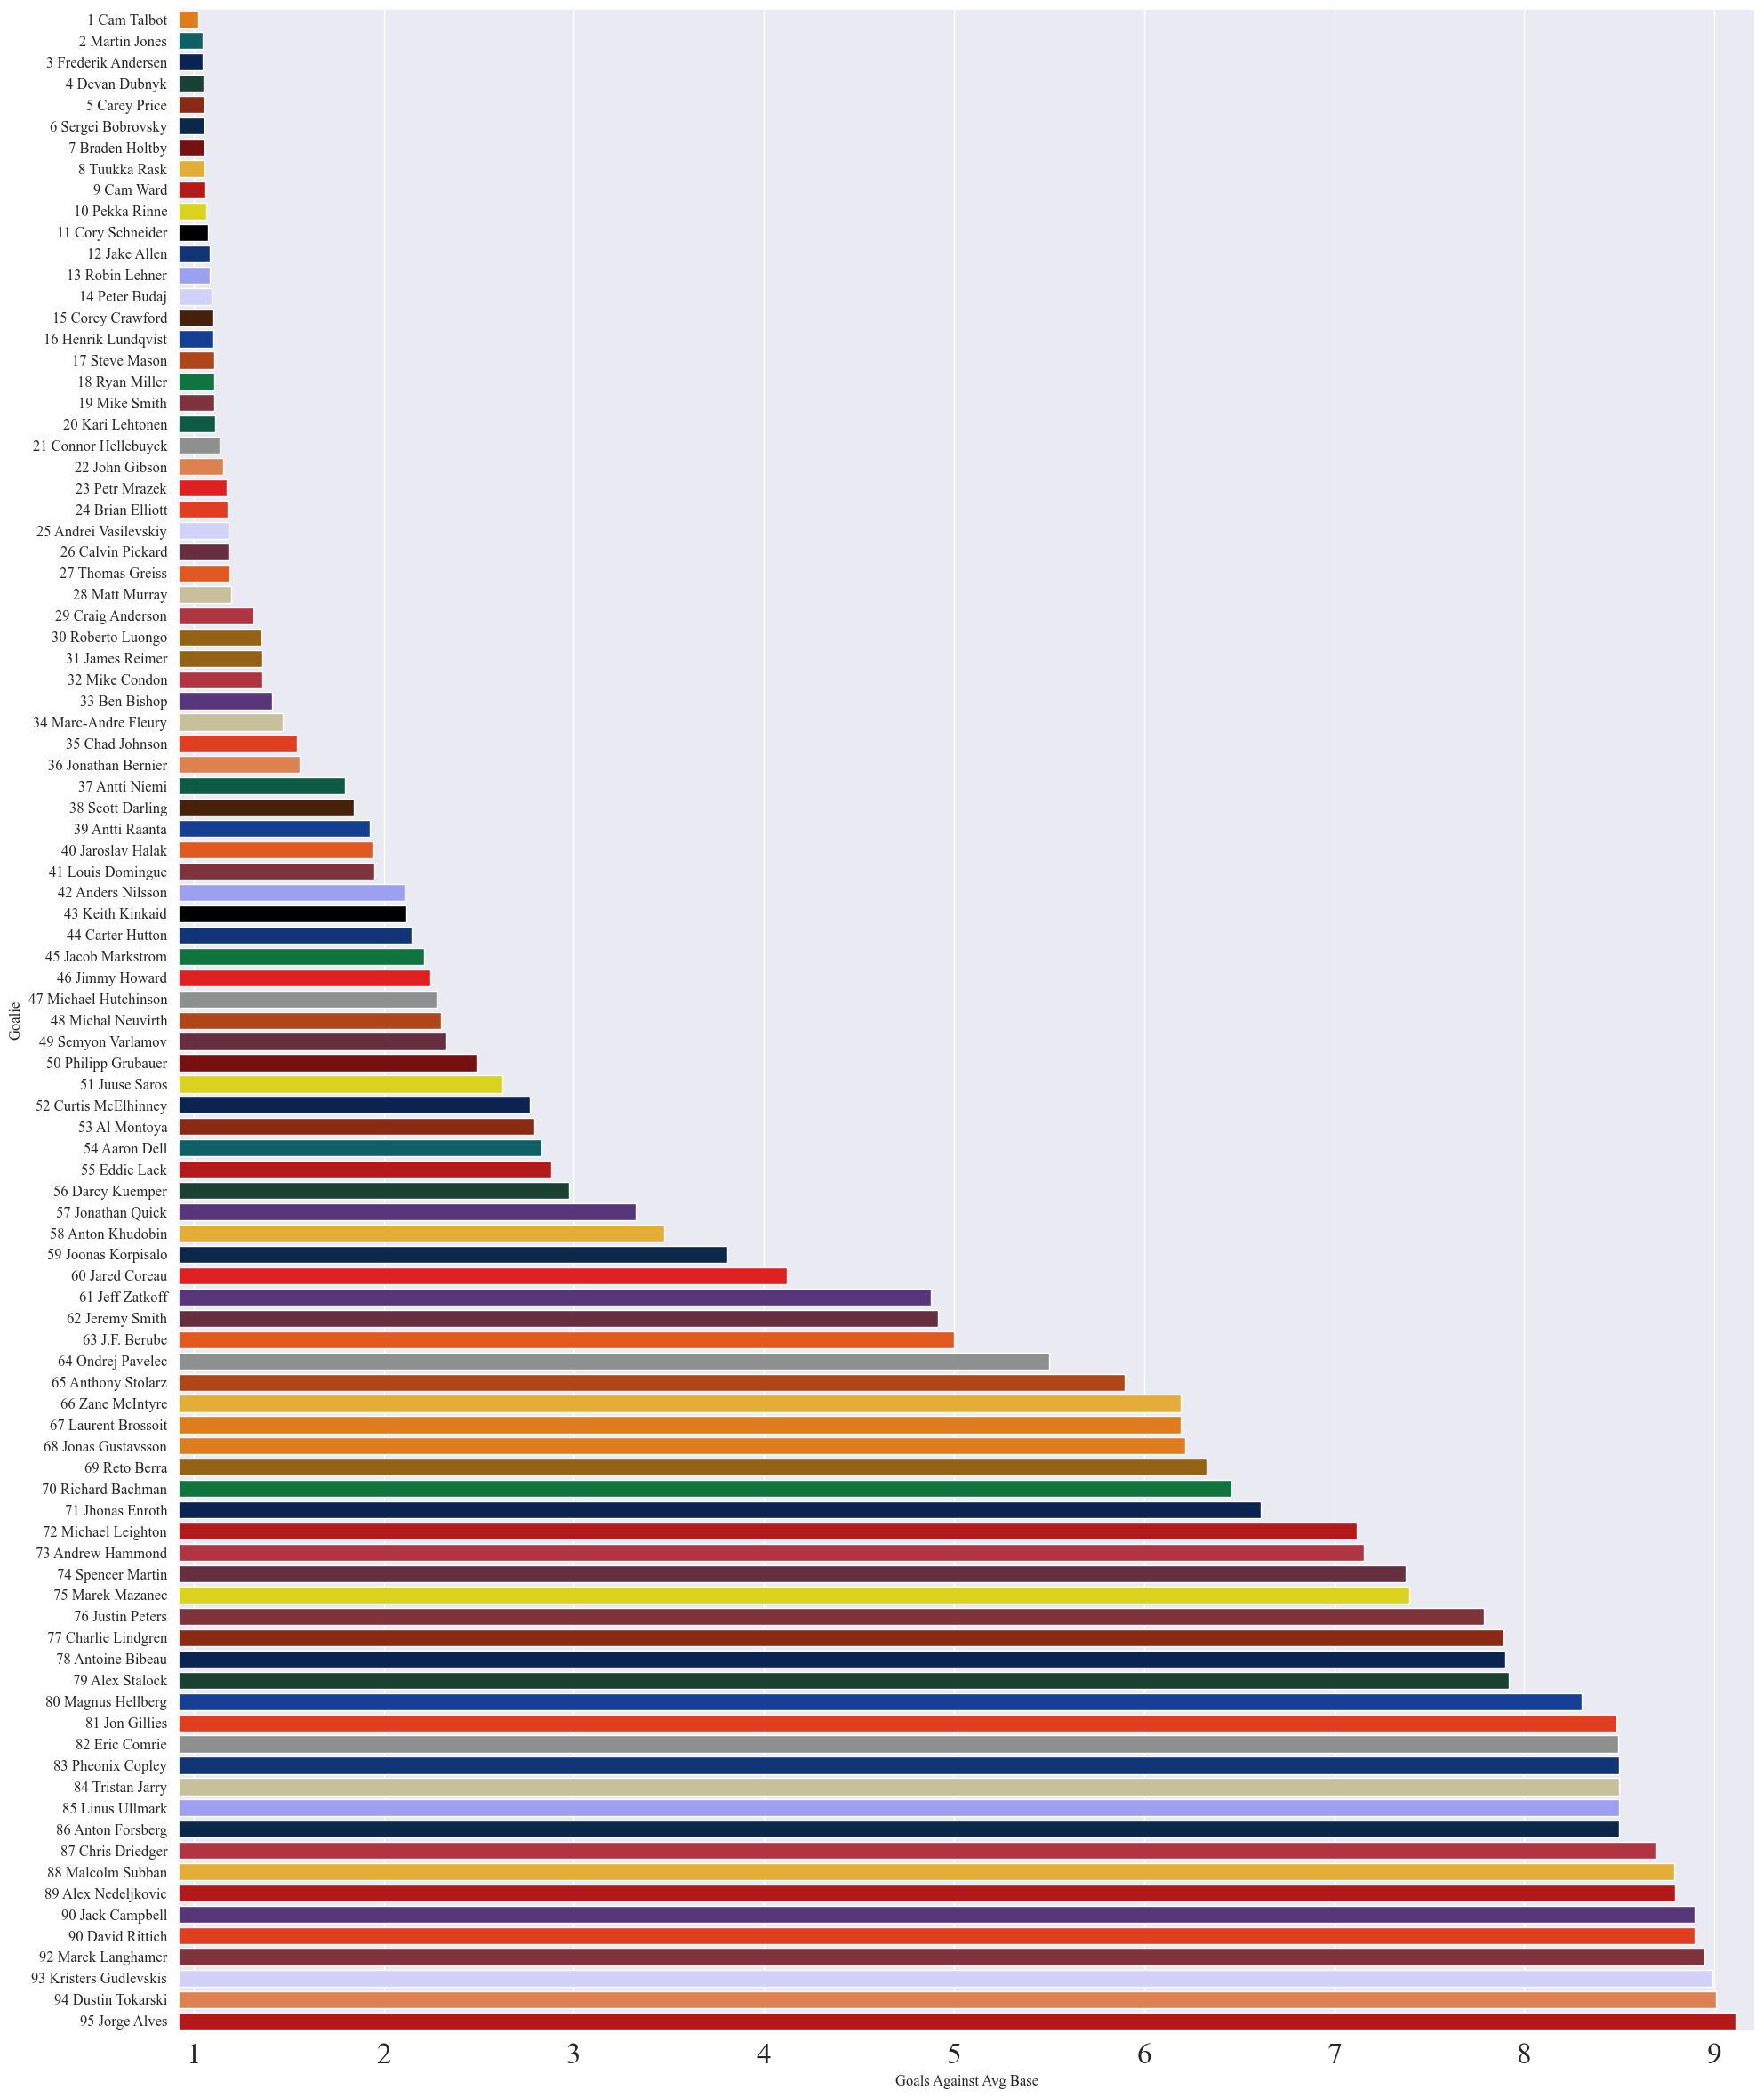 1 Cam Talbot
2 Martin Jones
3 Frederik Andersen
4 Devan Dubnyk
5 Carey Price
6 Sergei Bobrovsky
7 Braden Holtby
8 Tuukka Rask
9 Cam Ward
10 Pekka Rinne
11 Cory Schneider
12 Jake Allen
13 Robin Lehner
14 Peter Budaj
15 Corey Crawford
16 Henrik Lundqvist
17 Steve Mason
18 Ryan Miller
19 Mike Smith
20 Kari Lehtonen
21 Connor Hellebuyck
22 John Gibson
23 Petr Mrazek
24 Brian Elliott
25 Andrei Vasilevskiy
26 Calvin Pickard
27 Thomas Greiss
28 Matt Murray
29 Craig Anderson
30 Roberto Luongo
31 James Reimer
32 Mike Condon
33 Ben Bishop
34 Marc-Andre Fleury
35 Chad Johnson
36 Jonathan Bernier
37 Antti Niemi
38 Scott Darling
39 Antti Raanta
40 Jaroslav Halak
41 Louis Domingue
42 Anders Nilsson
43 Keith Kinkaid
44 Carter Hutton
45 Jacob Markstrom
46 Jimmy Howard
47 Michael Hutchinson
48 Michal Neuvirth
49 Semyon Varlamov
50 Philipp Grubauer
51 Juuse Saros
52 Curtis McElhinney
53 Al Montoya
54 Aaron Dell
55 Eddie Lack
56 Darcy Kuemper
57 Jonathan Quick
58 Anton Khudobin
59 Joonas Korpisalo
60 Jared Coreau
61 Jeff Zatkoff
62 Jeremy Smith
63 J.F. Berube
64 Ondrej Pavelec
65 Anthony Stolarz
66 Zane McIntyre
67 Laurent Brossoit
68 Jonas Gustavsson
69 Reto Berra
70 Richard Bachman
71 Jhonas Enroth
72 Michael Leighton
73 Andrew Hammond
74 Spencer Martin
75 Marek Mazanec
76 Justin Peters
77 Charlie Lindgren
78 Antoine Bibeau
79 Alex Stalock
80 Magnus Hellberg
81 Jon Gillies
82 Eric Comrie
83 Pheonix Copley
84 Tristan Jarry
85 Linus Ullmark
86 Anton Forsberg
87 Chris Driedger
88 Malcolm Subban
89 Alex Nedeljkovic
90 Jack Campbell
90 David Rittich
92 Marek Langhamer
93 Kristers Gudlevskis
94 Dustin Tokarski
95 Jorge Alves
Goalie
1 2 3 4 5 6 7 8 9
Goals Against Avg Base